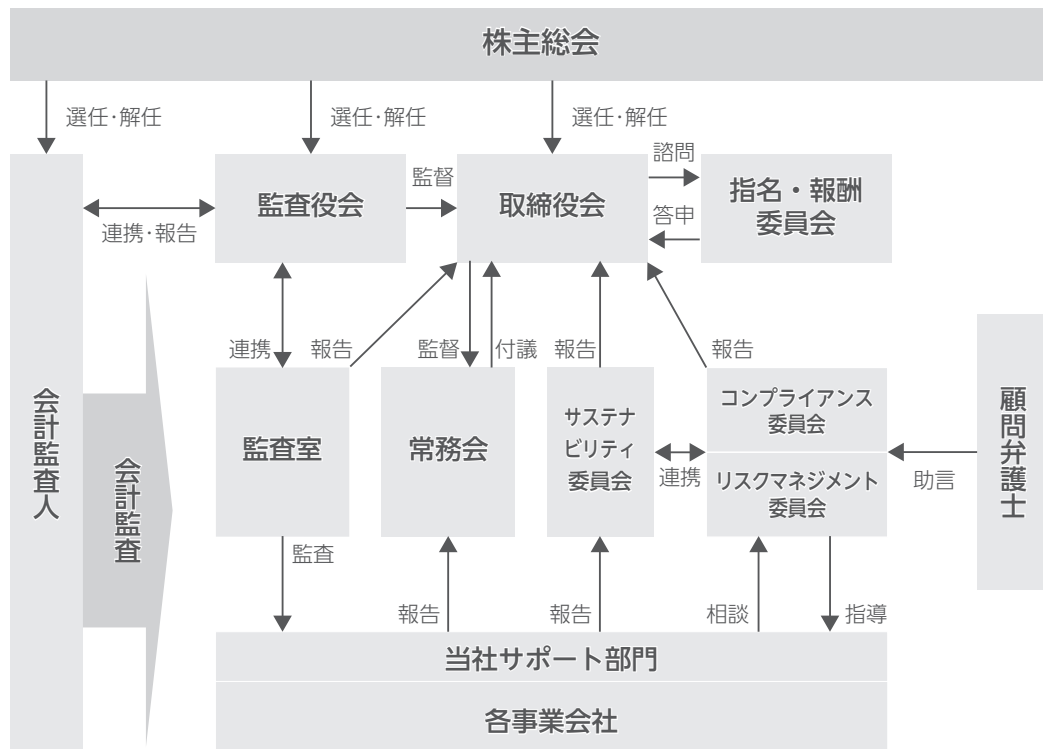 株主総会
選任・解任
選任・解任
選任・解任
諮問
監督
監査役会
取締役会
指名・報酬
委員会
答申
連携・報告
連携
報告
監督
付議
報告
報告
会計監査人
会計監査
監査室
常務会
サステナ
ビリティ
委員会
連携
コンプライアンス
委員会
リスクマネジメント
委員会
助言
顧問弁護士
監査
報告
報告
相談
指導
当社サポート部門
各事業会社